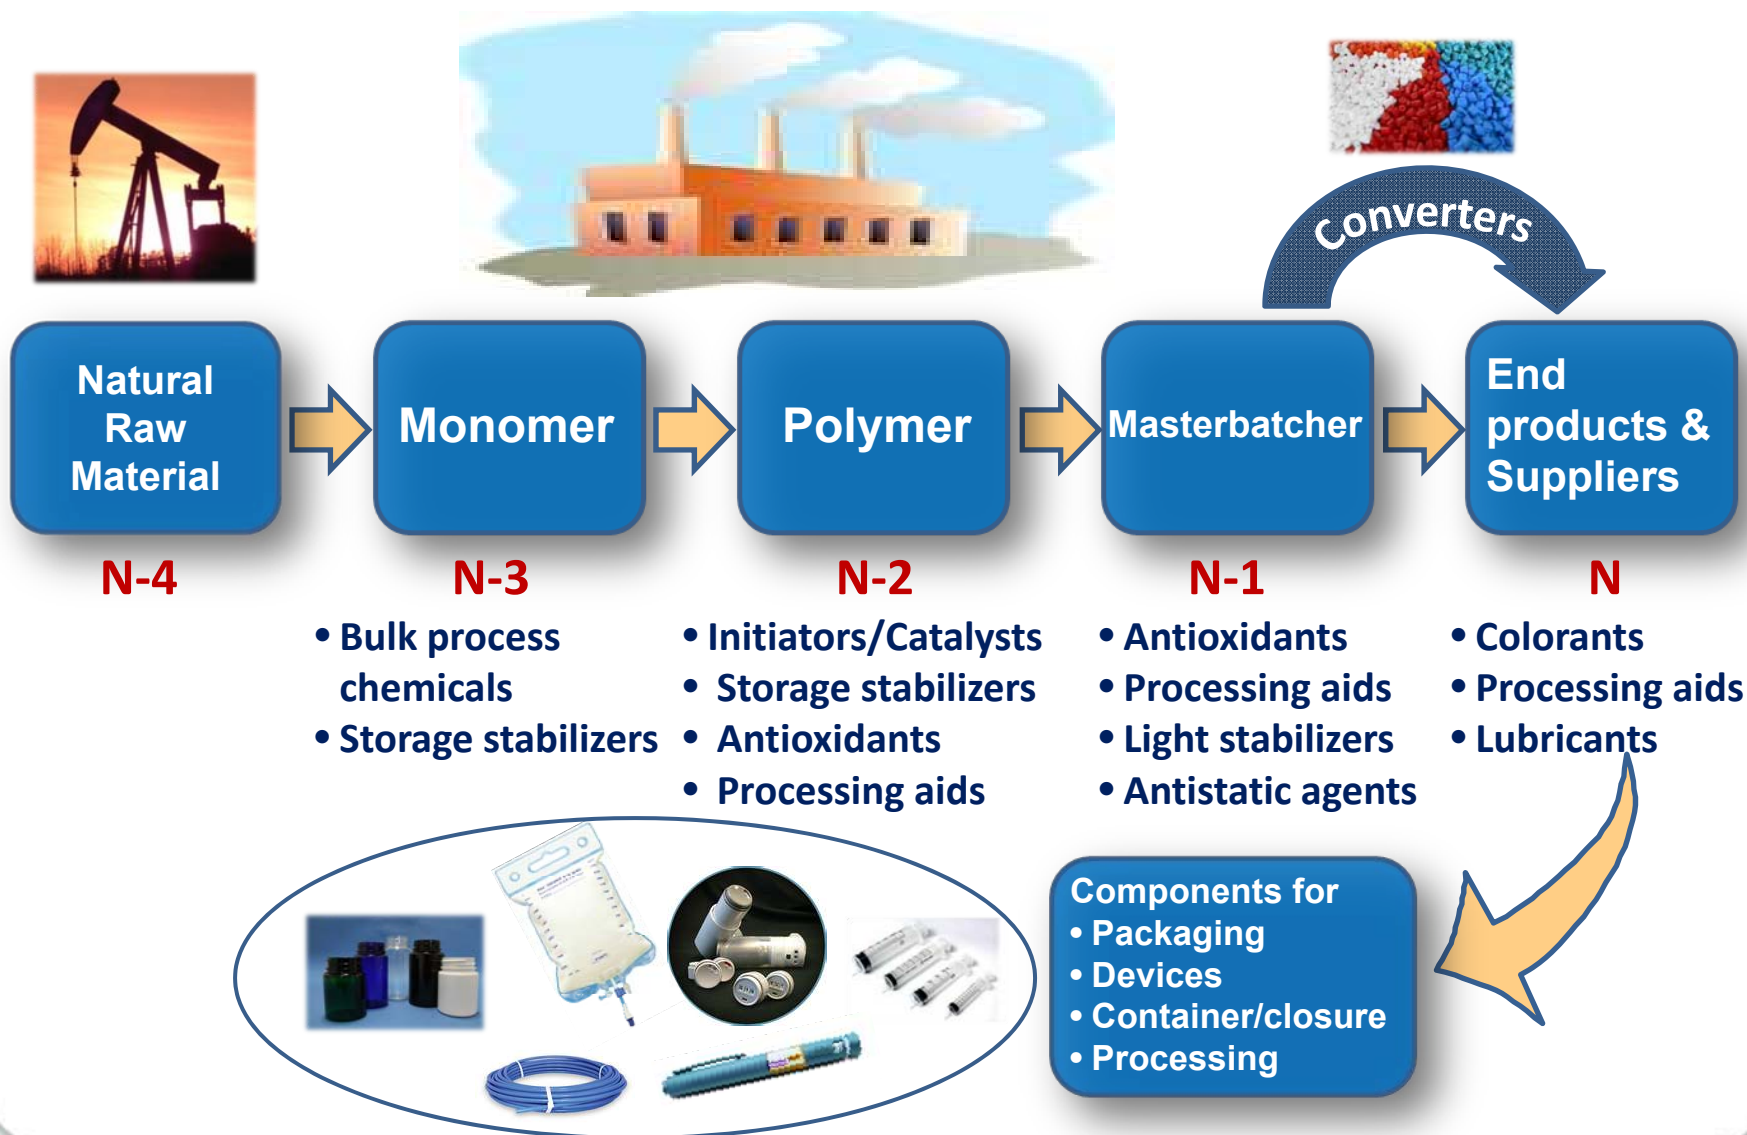 Converters
Natural
Raw
Material
Monomer
Polymer
Masterbatcher
End
products &
Suppliers
N-4
N-3
N-2
N-1
N
• Bulk process
chemicals
• Storage stabilizers
• Initiators/Catalysts
• Storage stabilizers
• Antioxidants
• Processing aids
• Antioxidants
• Processing aids
• Light stabilizers
• Antistatic agents
• Colorants
• Processing aids
• Lubricants
Components for
• Packaging
• Devices
• Container/closure
• Processing